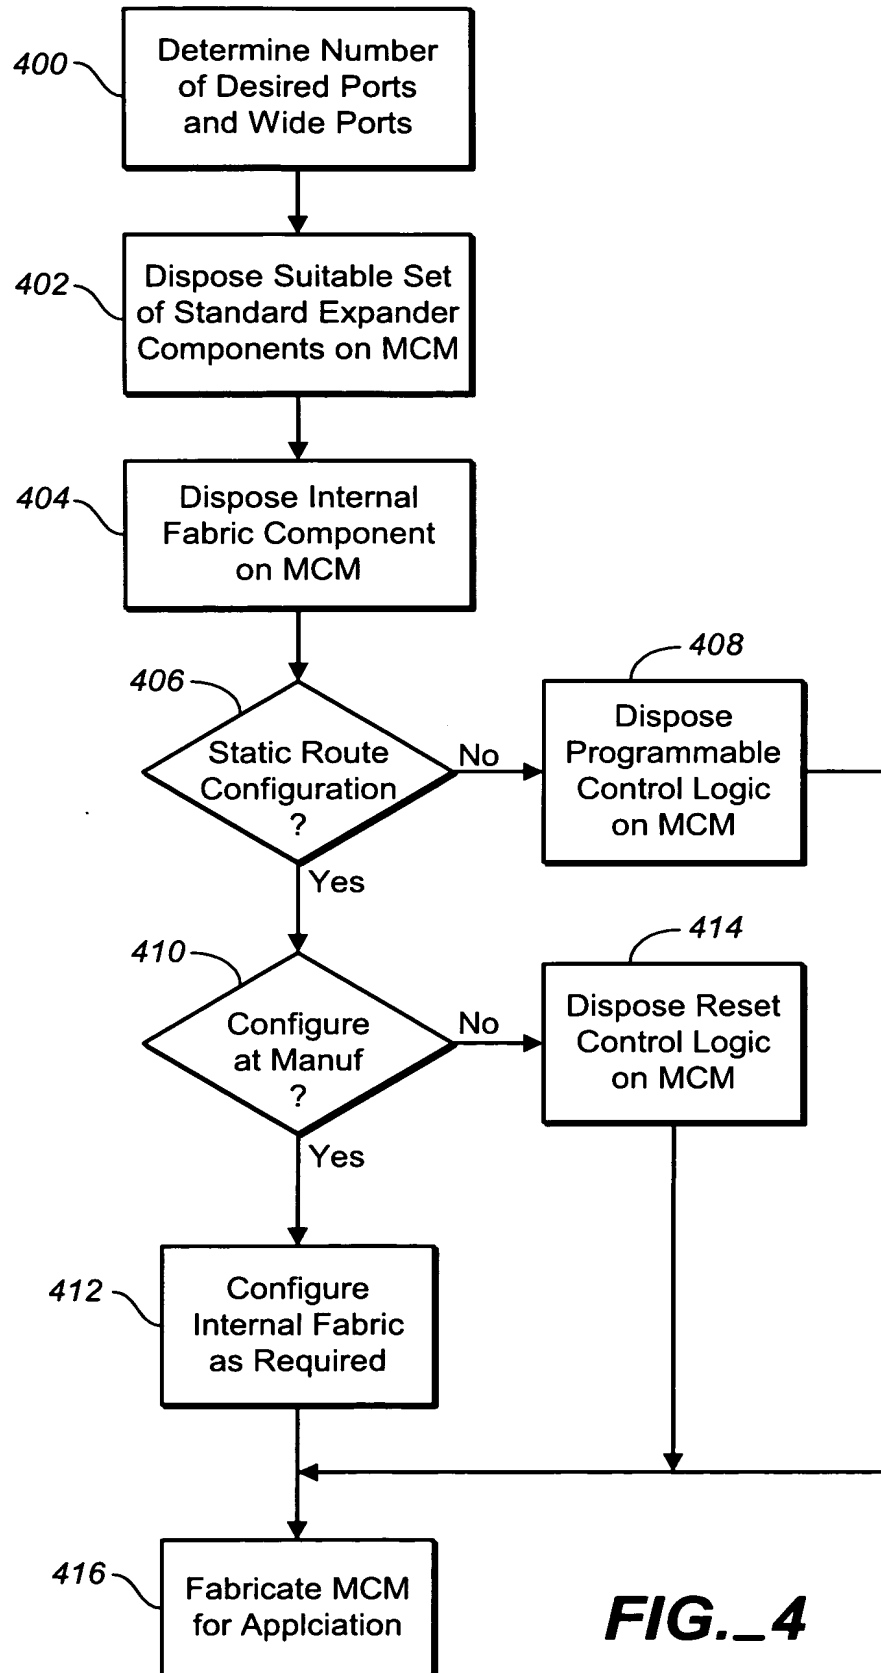 400
Determine Number
of Desired Ports
and Wide Ports
402
Dispose Suitable Set
of Standard Expander
Components on MCM
404
Dispose Internal
Fabric Component
on MCM
406
Static Route
Configuration
?
No
Yes
408
Dispose
Programmable
Control Logic
on MCM
410
Configure
at Manuf
?
No
Yes
414
Dispose Reset
Control Logic
on MCM
412
Configure
Internal Fabric
as Required
416
Fabricate MCM
for Applciation
FIG._4